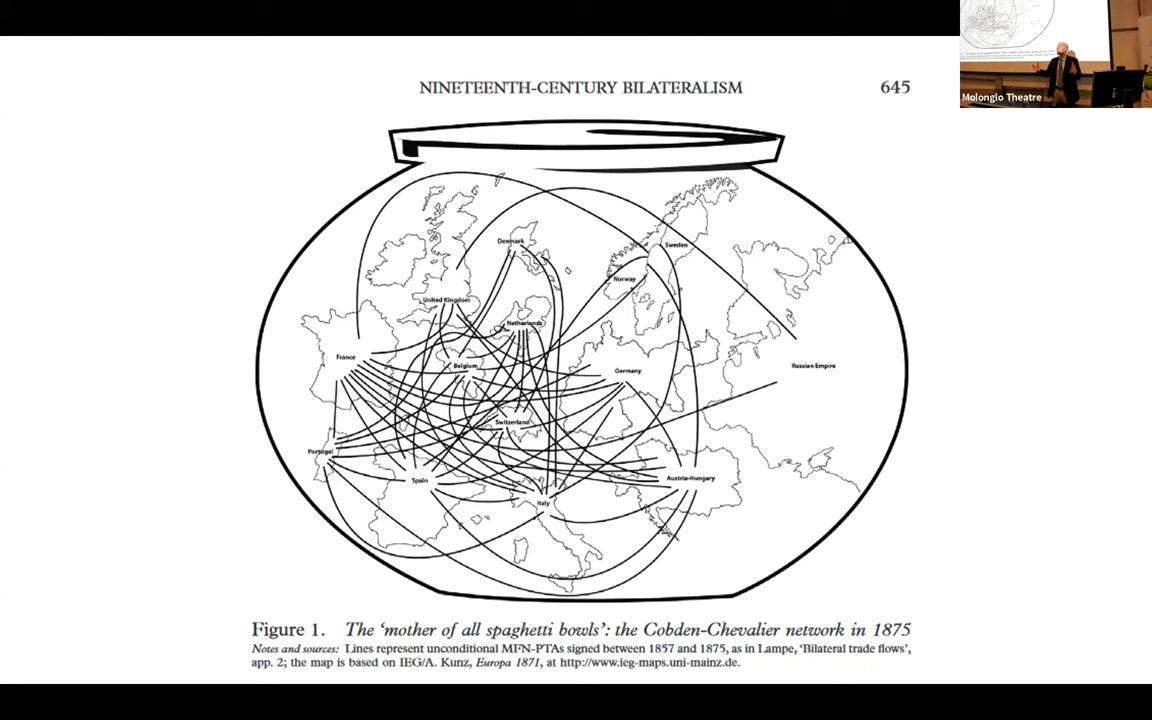 NINETEENTH-CENTURY BILATERALISM 645
Molonglo Theatre
Denmark
Sweden
Norway
United Kingdom
Netherlands
France
Belgium
Germany
Russian Empire
Switzerland
Portugal
Spain
Austria-Hungary
Italy
Figure 1. The ‘mother of all spaghetti bowls’: the Cobden-Chevalier network in 1875
Notes and sources: Lines represent unconditional MFN-PTAs signed between 1857 and 1875, as in Lampe, ‘Bilateral trade flows’,
app. 2; the map is based on IEG/A. Kunz, Europa 1871, at http://www.ieg-maps.uni-mainz.de.